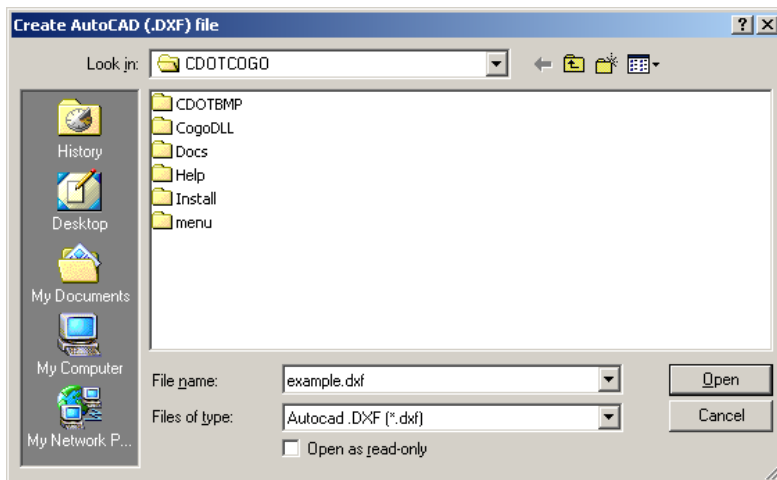 Create AutoCAD (.DXF) file
Look in: CDOTCOGO
History
Desktop
My Documents
My Computer
My Network P...
CDOTBMP
CogoDLL
Docs
Help
Install
menu
File name: example.dxf Open
Files of type: Autocad .DXF (*.dxf) Cancel
Open as read-only